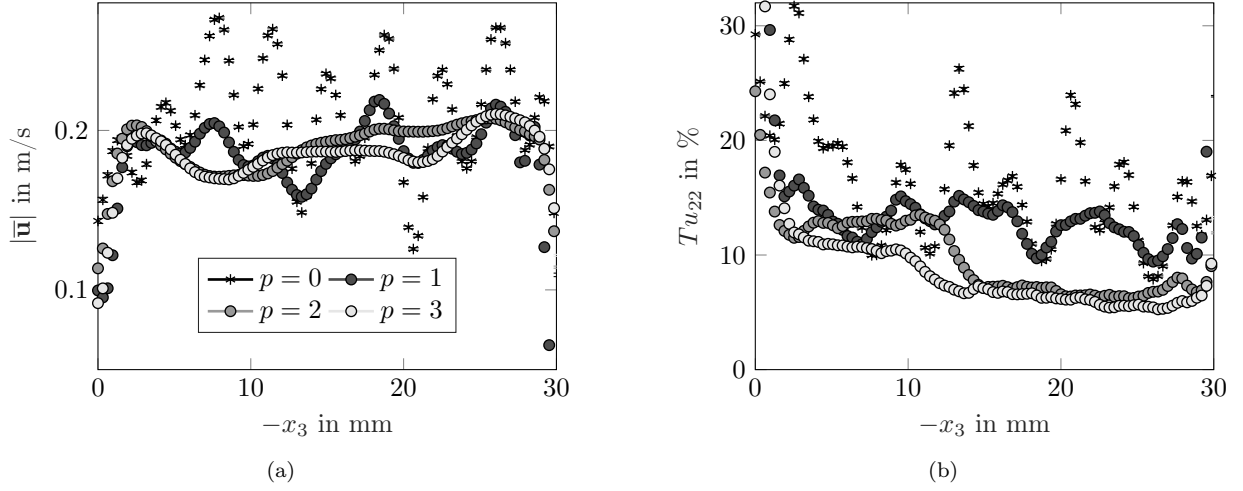 0.2
0.1
0
10
20
30
|u̅| in m/s
−x₃ in mm
p = 0
p = 1
p = 2
p = 3
(a)
30
20
10
0
0
10
20
30
Tu₂₂ in %
−x₃ in mm
(b)